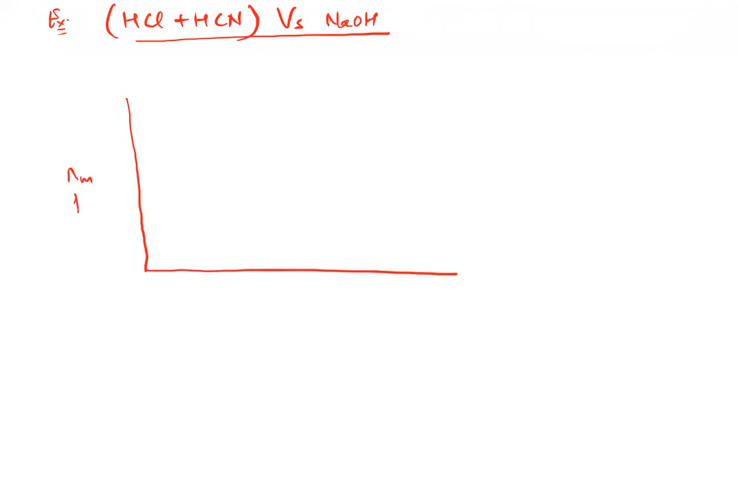 Ex. (HCl + HCN) Vs NaOH
Λm
↑